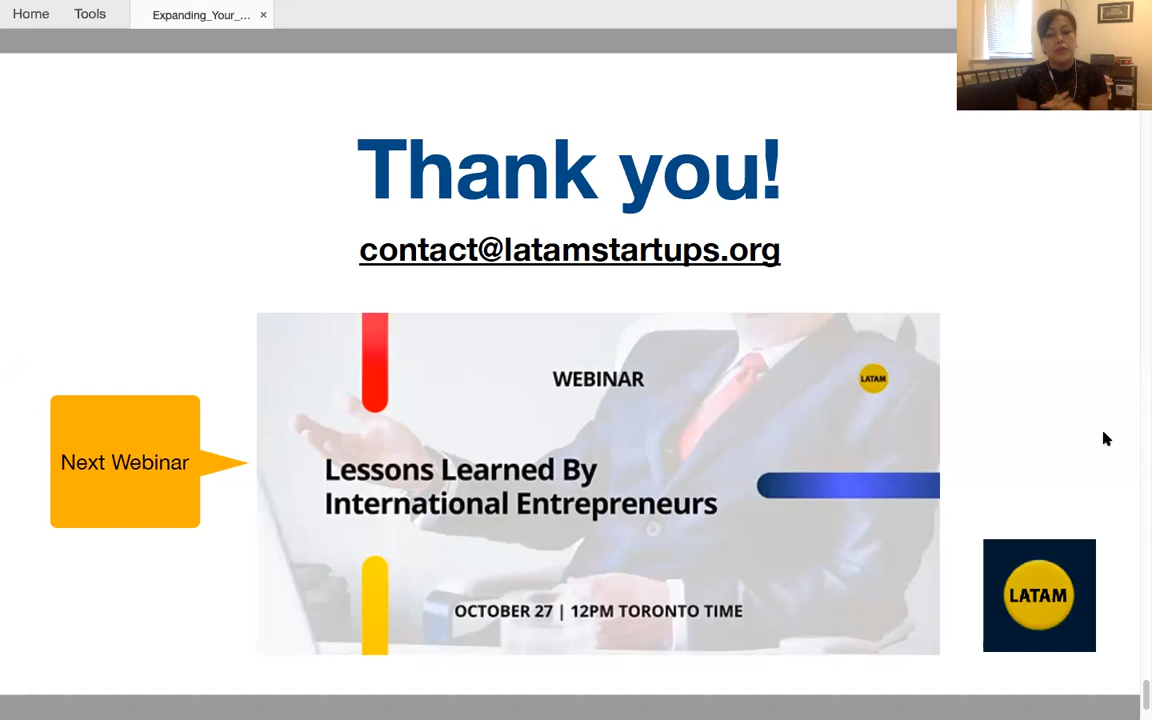 Home Tools Expanding_Your_... ×
Thank you!
contact@latamstartups.org
WEBINAR
LATAM
Next Webinar
Lessons Learned By
International Entrepreneurs
OCTOBER 27 | 12PM TORONTO TIME
LATAM